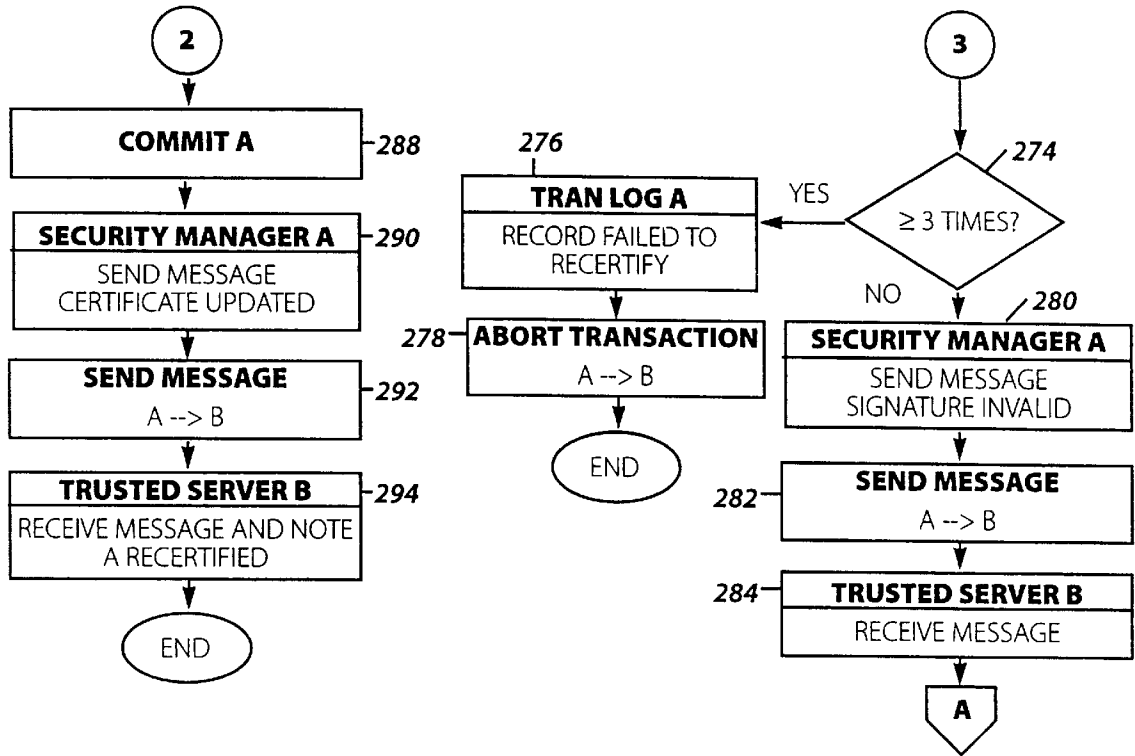 2
COMMIT A
288
SECURITY MANAGER A
290
SEND MESSAGE
CERTIFICATE UPDATED
SEND MESSAGE
292
A --> B
TRUSTED SERVER B
294
RECEIVE MESSAGE AND NOTE
A RECERTIFIED
END
3
274
≥ 3 TIMES?
YES
276
TRAN LOG A
RECORD FAILED TO
RECERTIFY
278
ABORT TRANSACTION
A --> B
END
NO
280
SECURITY MANAGER A
SEND MESSAGE
SIGNATURE INVALID
SEND MESSAGE
282
A --> B
284
TRUSTED SERVER B
RECEIVE MESSAGE
A